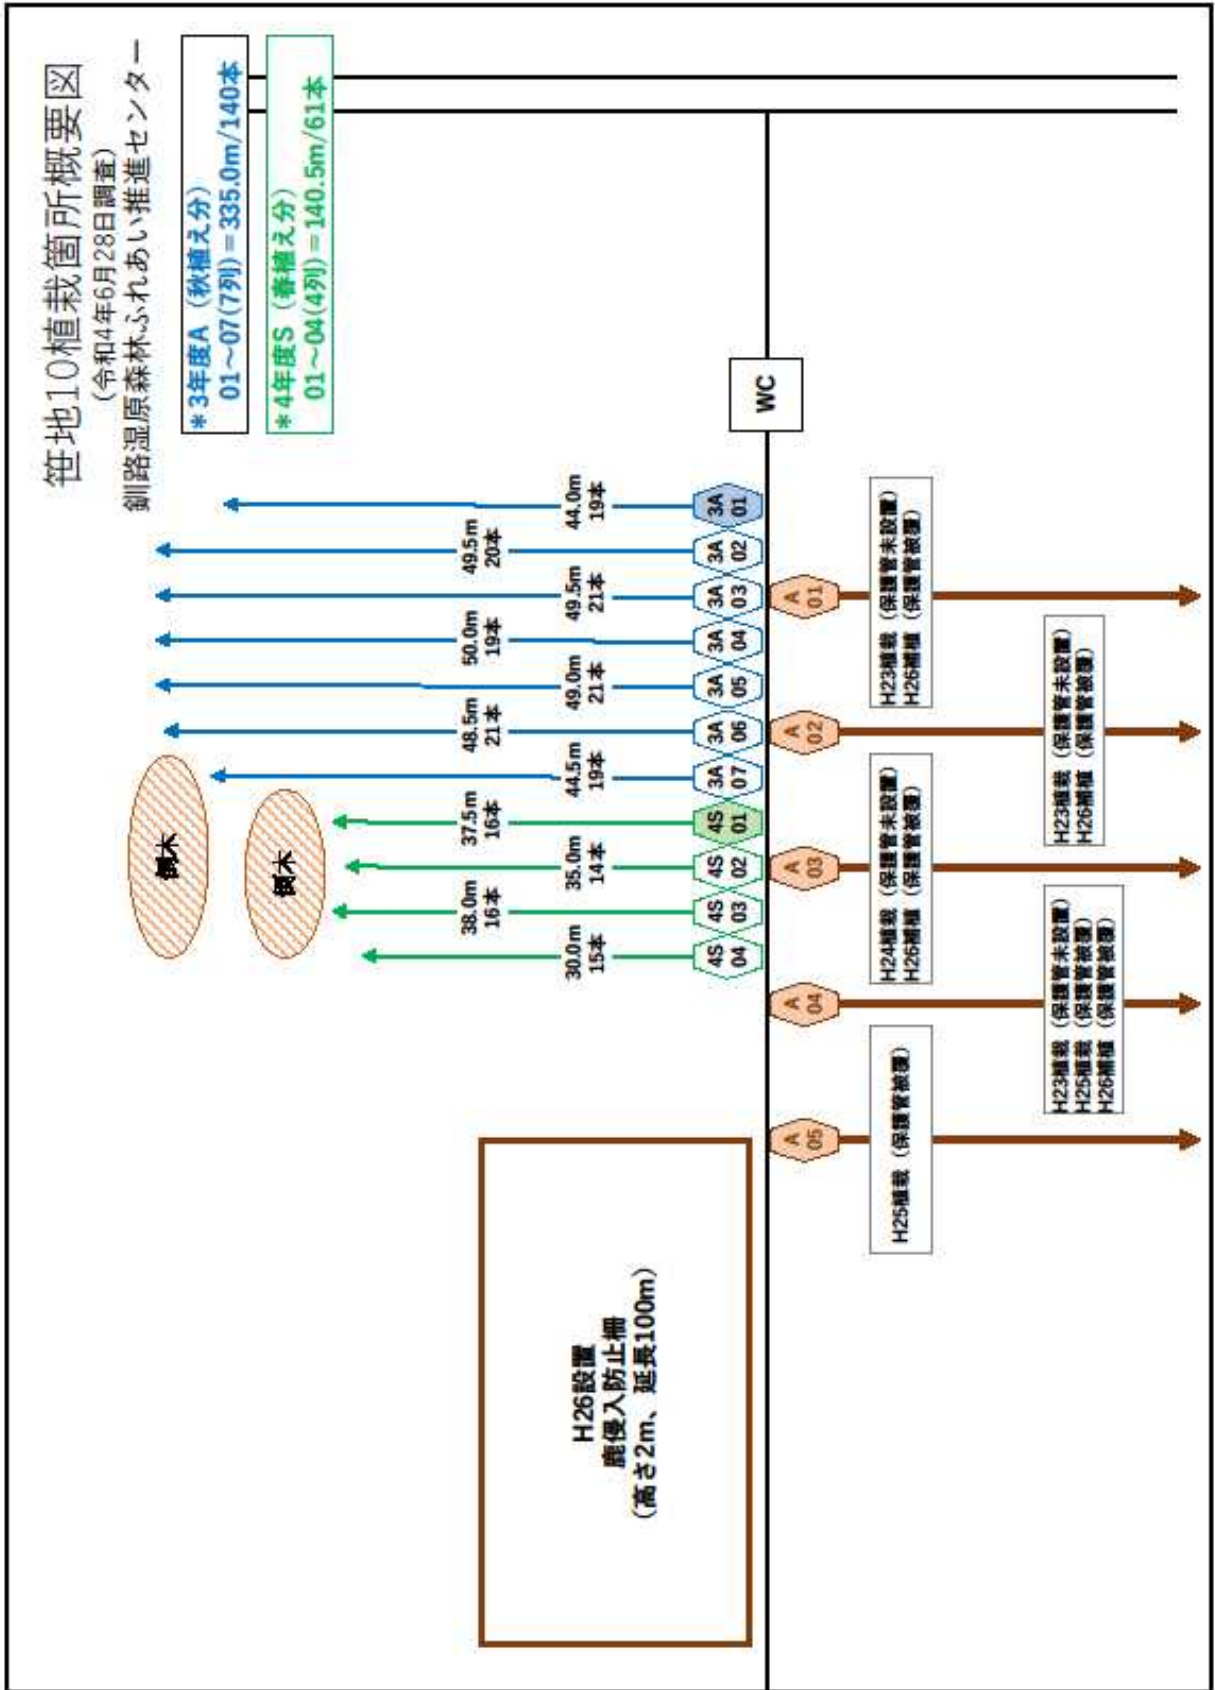 笹地10植栽箇所概要図
（令和4年6月28日調査）
釧路湿原森林ふれあい推進センター
＊3年度A（秋植え分）
01～07(7列)＝335.0m/140本
＊4年度S（春植え分）
01～04(4列)＝140.5m/61本
倒木
倒木
30.0m
15本
38.0m
16本
35.0m
14本
37.5m
16本
44.5m
19本
48.5m
21本
49.0m
21本
50.0m
19本
49.5m
21本
49.5m
20本
44.0m
19本
4S
04
4S
03
4S
02
4S
01
3A
07
3A
06
3A
05
3A
04
3A
03
3A
02
3A
01
WC
H26設置
鹿侵入防止柵
（高さ2m、延長100m）
A
05
A
04
A
03
A
02
A
01
H25植栽（保護管被覆）
H24植栽（保護管未設置）
H26補植（保護管被覆）
H23植栽（保護管未設置）
H26補植（保護管被覆）
H23植栽（保護管未設置）
H25植栽（保護管被覆）
H26補植（保護管被覆）
H23植栽（保護管未設置）
H26補植（保護管被覆）